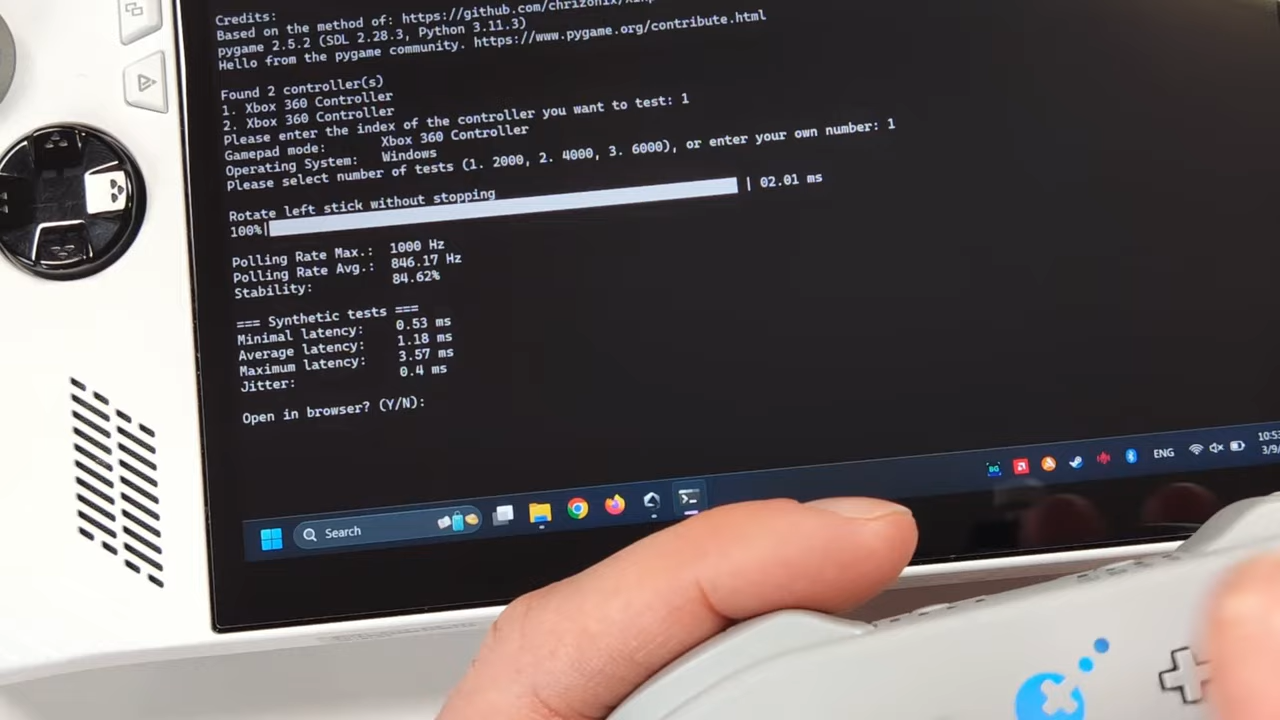 Credits:
Based on the method of: https://github.com/chrizonix/
pygame 2.5.2 (SDL 2.28.3, Python 3.11.3)
Hello from the pygame community. https://www.pygame.org/contribute.html
Found 2 controller(s)
1. Xbox 360 Controller
2. Xbox 360 Controller
Please enter the index of the controller you want to test: 1
Gamepad mode: Xbox 360 Controller
Operating System: Windows
Please select number of tests (1. 2000, 2. 4000, 3. 6000), or enter your own number: 1
Rotate left stick without stopping
100%| | 02.01 ms
Polling Rate Max.: 1000 Hz
Polling Rate Avg.: 846.17 Hz
Stability: 84.62%
=== Synthetic tests ===
Minimal latency: 0.53 ms
Average latency: 1.18 ms
Maximum latency: 3.57 ms
Jitter: 0.4 ms
Open in browser? (Y/N):
Search
BG
ENG
10:53
3/9/